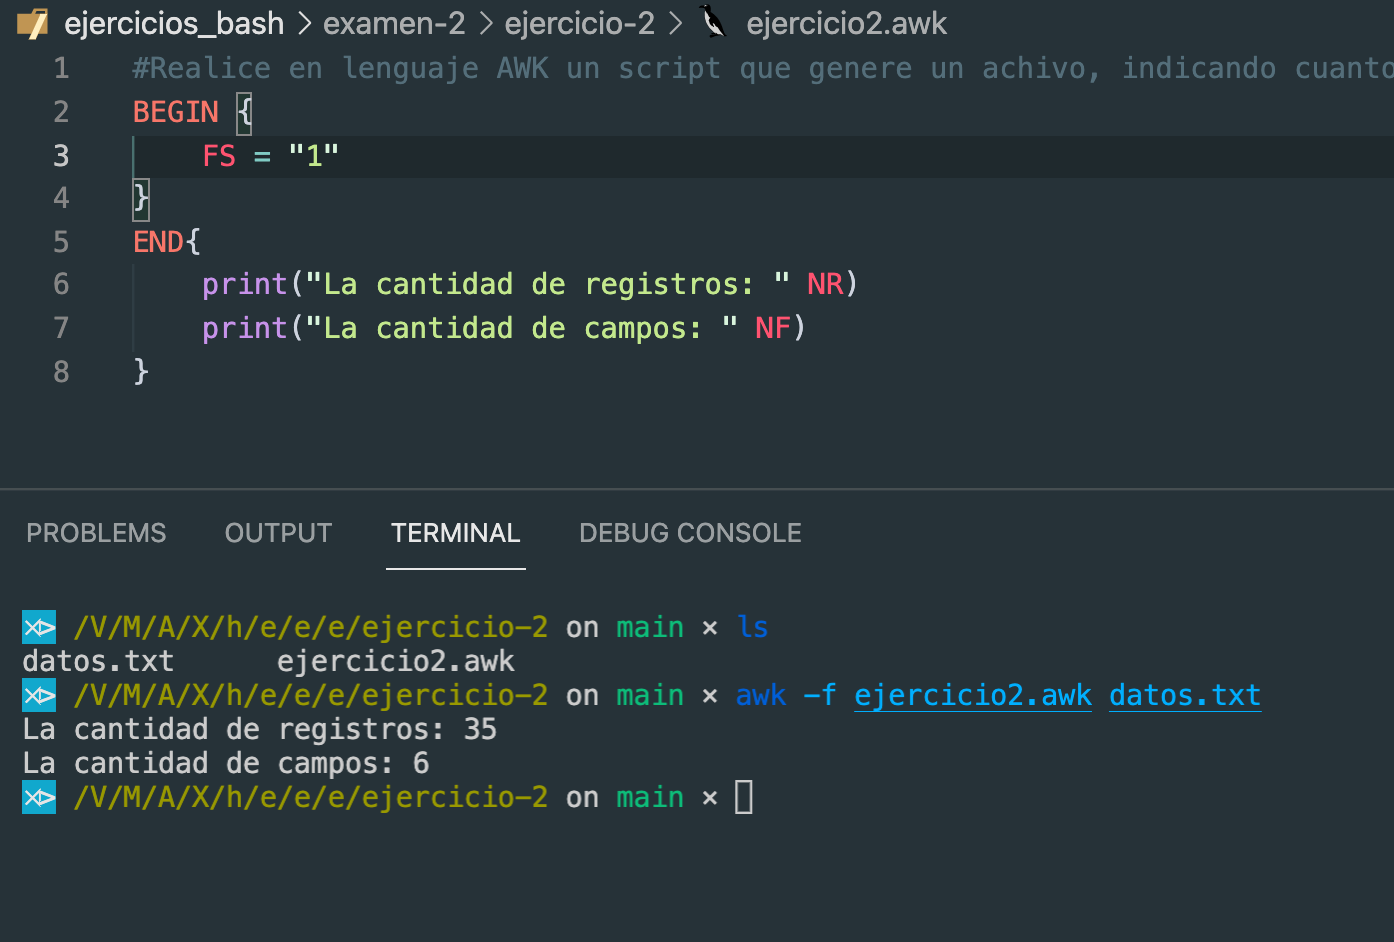 ejercicios_bash > examen-2 > ejercicio-2 > ejercicio2.awk
1 #Realice en lenguaje AWK un script que genere un achivo, indicando cuanto
2 BEGIN {
3 FS = "1"
4 }
5 END{
6 print("La cantidad de registros: " NR)
7 print("La cantidad de campos: " NF)
8 }
PROBLEMS OUTPUT TERMINAL DEBUG CONSOLE
/V/M/A/X/h/e/e/e/ejercicio-2 on main × ls
datos.txt ejercicio2.awk
/V/M/A/X/h/e/e/e/ejercicio-2 on main × awk -f ejercicio2.awk datos.txt
La cantidad de registros: 35
La cantidad de campos: 6
/V/M/A/X/h/e/e/e/ejercicio-2 on main ×